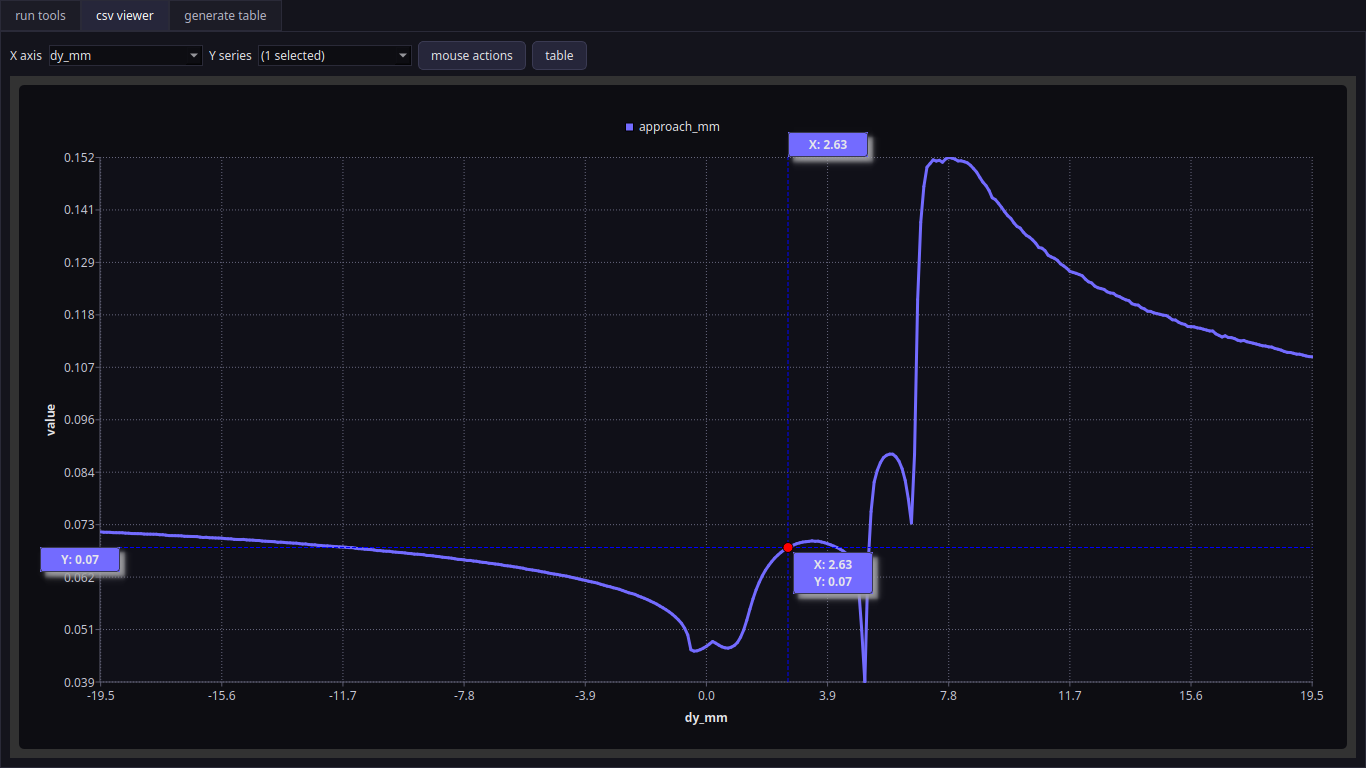 run tools
csv viewer
generate table
X axis dy_mm Y series (1 selected) mouse actions table
approach_mm
X: 2.63
0.152
0.141
0.129
0.118
0.107
0.096
0.084
0.073
0.062
0.051
0.039
value
Y: 0.07
X: 2.63
Y: 0.07
-19.5 -15.6 -11.7 -7.8 -3.9 0.0 3.9 7.8 11.7 15.6 19.5
dy_mm